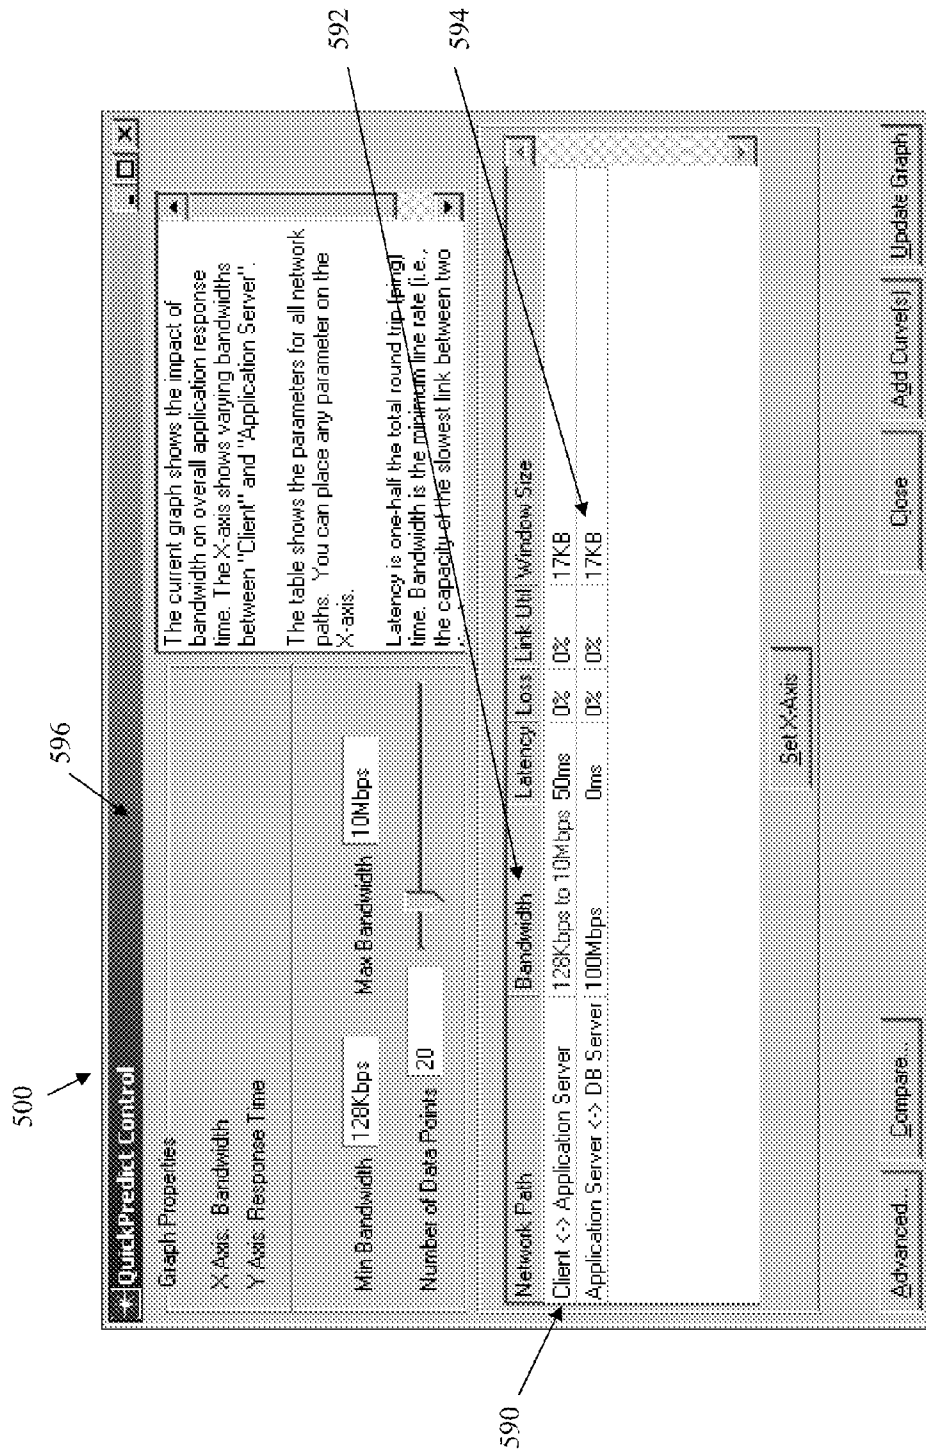 500
596
QuickPredict Control
Graph Properties
X Axis: Bandwidth
Y Axis: Response Time
Min Bandwidth 128Kbps Max Bandwidth 10Mbps
Number of Data Points 20
The current graph shows the impact of
bandwidth on overall application response
time. The X-axis shows varying bandwidths
between "Client" and "Application Server".
The table shows the parameters for all network
paths. You can place any parameter on the
X-axis.
Latency is one-half the total round trip (ping)
time. Bandwidth is the minimum line rate (i.e.,
the capacity of the slowest link between two
592
Network Path Bandwidth Latency Loss Link Util Window Size
590
Client <-> Application Server 128Kbps to 10Mbps 50ms 0% 0% 17KB
Application Server <-> DB Server 100Mbps 0ms 0% 0% 17KB
594
Set X-Axis
Advanced... Compare... Close Add Curve(s) Update Graph